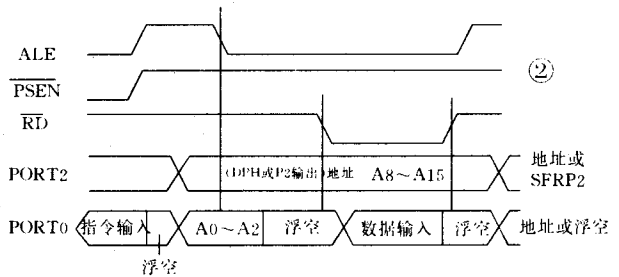 ALE
PSEN
②
RD
PORT2
(DPH或P2输出)地址 A8～A15
地址或
SFRP2
PORT0
指令输入
A0～A2
浮空
数据输入
浮空
地址或浮空
浮空